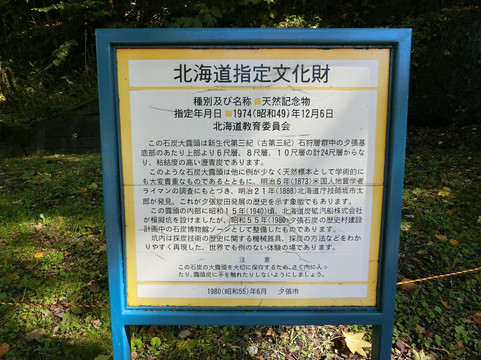 北海道指定文化財
種別及び名称 ■天然記念物
指定年月日 ■1974(昭和49)年12月6日
北海道教育委員会
この石炭大露頭は新生代第三紀(古第三紀)石狩層群中の夕張基
底部のあたり上部より6尺層、8尺層、10尺層の計24尺層からな
り、粘結度の高い瀝青炭であります。
このような石炭大露頭は他に例が少なく天然標本として学術的に
も大変貴重なものであるとともに、明治6年(1873)米国人地質学者
ライマンの調査にもとづき、明治21年(1888)北海道庁技師坂市太
郎が発見、これが夕張炭田発展の歴史を示す象徴でもあります。
この露頭の内部に昭和15年(1940)頃、北海道炭礦汽船株式会社
が模擬坑を設けましたが、昭和55年(1980)夕張石炭の歴史村建設
計画中の石炭博物館ゾーンとして整備したものであります。
坑内は採炭技術の歴史に関する機械器具、採炭の方法などをわか
りやすく再現した、世界でも例のない体験の場であります。
注 意
この石炭の大露頭を大切に保存するため、さく内に入っ
たり、露頭炭に手を触れたりしないようにしましょう。
1980(昭和55)年6月 夕張市